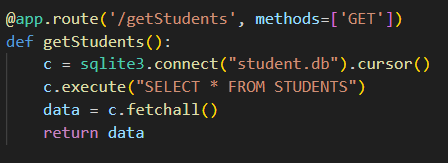 @app.route('/getStudents', methods=['GET'])
def getStudents():
    c = sqlite3.connect("student.db").cursor()
    c.execute("SELECT * FROM STUDENTS")
    data = c.fetchall()
    return data